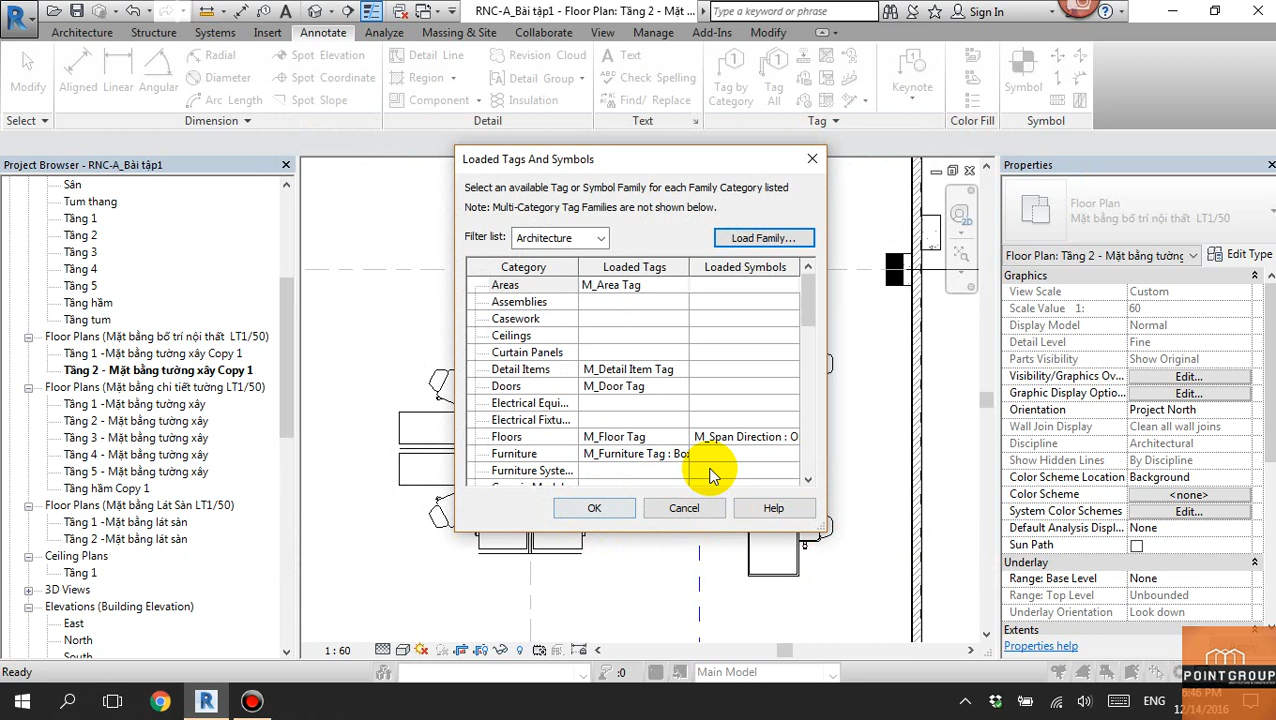 RNC-A_Bài tập1 - Floor Plan: Tầng 2 - Mặt ...
Type a keyword or phrase
Sign In
Architecture
Structure
Systems
Insert
Annotate
Analyze
Massing & Site
Collaborate
View
Manage
Add-Ins
Modify
Modify
Aligned
Linear
Angular
Radial
Diameter
Arc Length
Spot Elevation
Spot Coordinate
Spot Slope
Detail Line
Region
Component
Revision Cloud
Detail Group
Insulation
Text
Check Spelling
Find/ Replace
Tag by
Category
Tag
All
Keynote
Symbol
Select
Dimension
Detail
Text
Tag
Color Fill
Symbol
Project Browser - RNC-A_Bài tập1
Sân
Tum thang
Tầng 1
Tầng 2
Tầng 3
Tầng 4
Tầng 5
Tầng hầm
Tầng tum
Floor Plans (Mặt bằng bố trí nội thất LT1/50)
Tầng 1 -Mặt bằng tường xây Copy 1
Tầng 2 - Mặt bằng tường xây Copy 1
Floor Plans (Mặt bằng chi tiết tường LT1/50)
Tầng 1 -Mặt bằng tường xây
Tầng 2 - Mặt bằng tường xây
Tầng 3 - Mặt bằng tường xây
Tầng 4 - Mặt bằng tường xây
Tầng 5 - Mặt bằng tường xây
Tầng hầm Copy 1
Floor Plans (Mặt bằng Lát Sàn LT1/50)
Tầng 1 -Mặt bằng lát sàn
Tầng 2 -Mặt bằng lát sàn
Ceiling Plans
Tầng 1
3D Views
Elevations (Building Elevation)
East
North
South
Loaded Tags And Symbols
Select an available Tag or Symbol Family for each Family Category listed
Note: Multi-Category Tag Families are not shown below.
Filter list:
Architecture
Load Family...
Category
Loaded Tags
Loaded Symbols
Areas
M_Area Tag
Assemblies
Casework
Ceilings
Curtain Panels
Detail Items
M_Detail Item Tag
Doors
M_Door Tag
Electrical Equi...
Electrical Fixtu...
Floors
M_Floor Tag
M_Span Direction : O
Furniture
M_Furniture Tag : Box
Furniture Syste...
OK
Cancel
Help
2D
Properties
Floor Plan
Mặt bằng bố trí nội thất LT1/50
Floor Plan: Tầng 2 - Mặt bằng tường
Edit Type
Graphics
View Scale
Custom
Scale Value 1:
60
Display Model
Normal
Detail Level
Fine
Parts Visibility
Show Original
Visibility/Graphics Ov...
Edit...
Graphic Display Optio...
Edit...
Orientation
Project North
Wall Join Display
Clean all wall joins
Discipline
Architectural
Show Hidden Lines
By Discipline
Color Scheme Location
Background
Color Scheme
<none>
System Color Schemes
Edit...
Default Analysis Displ...
None
Sun Path
Underlay
Range: Base Level
None
Range: Top Level
Unbounded
Underlay Orientation
Look down
Extents
Properties help
1 : 60
Ready
:0
Main Model
POINTGROUP
ENG
6:46 PM
12/14/2016